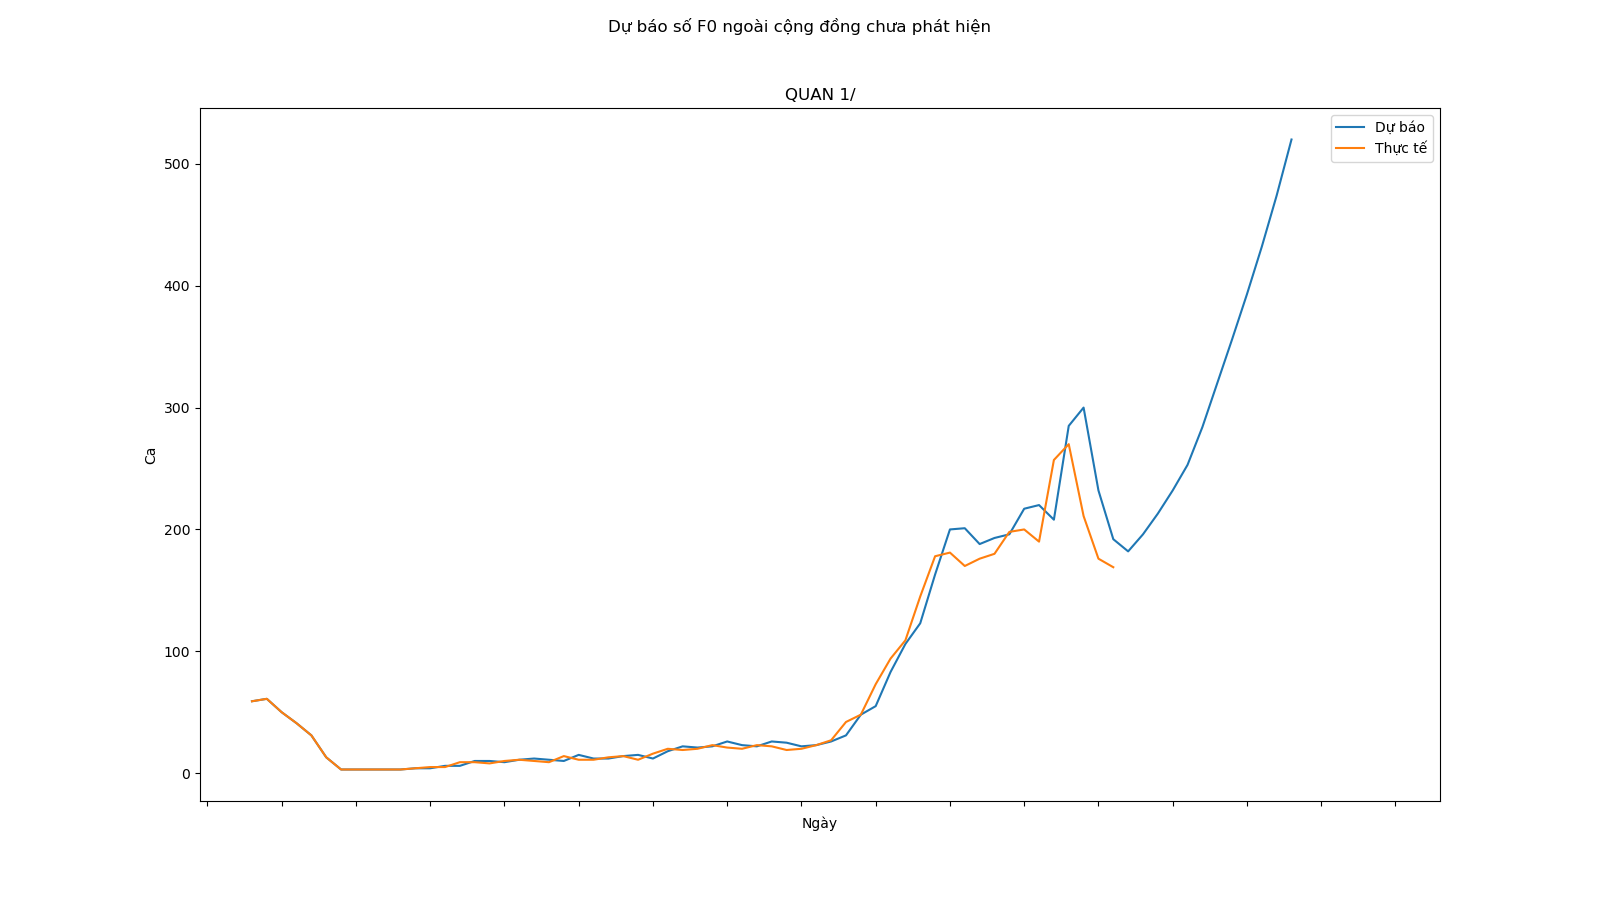 Dự báo số F0 ngoài cộng đồng chưa phát hiện
QUAN 1/
Dự báo
Thực tế
500
400
300
200
100
0
Ca
Ngày